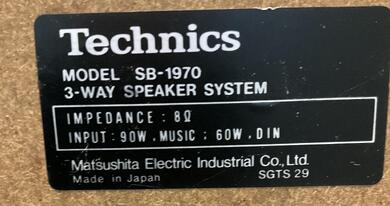 Technics
MODEL SB-1970
3-WAY SPEAKER SYSTEM
IMPEDANCE : 8Ω
INPUT: 90W, MUSIC; 60W, DIN
Matsushita Electric Industrial Co., Ltd.
Made in Japan SGTS 29